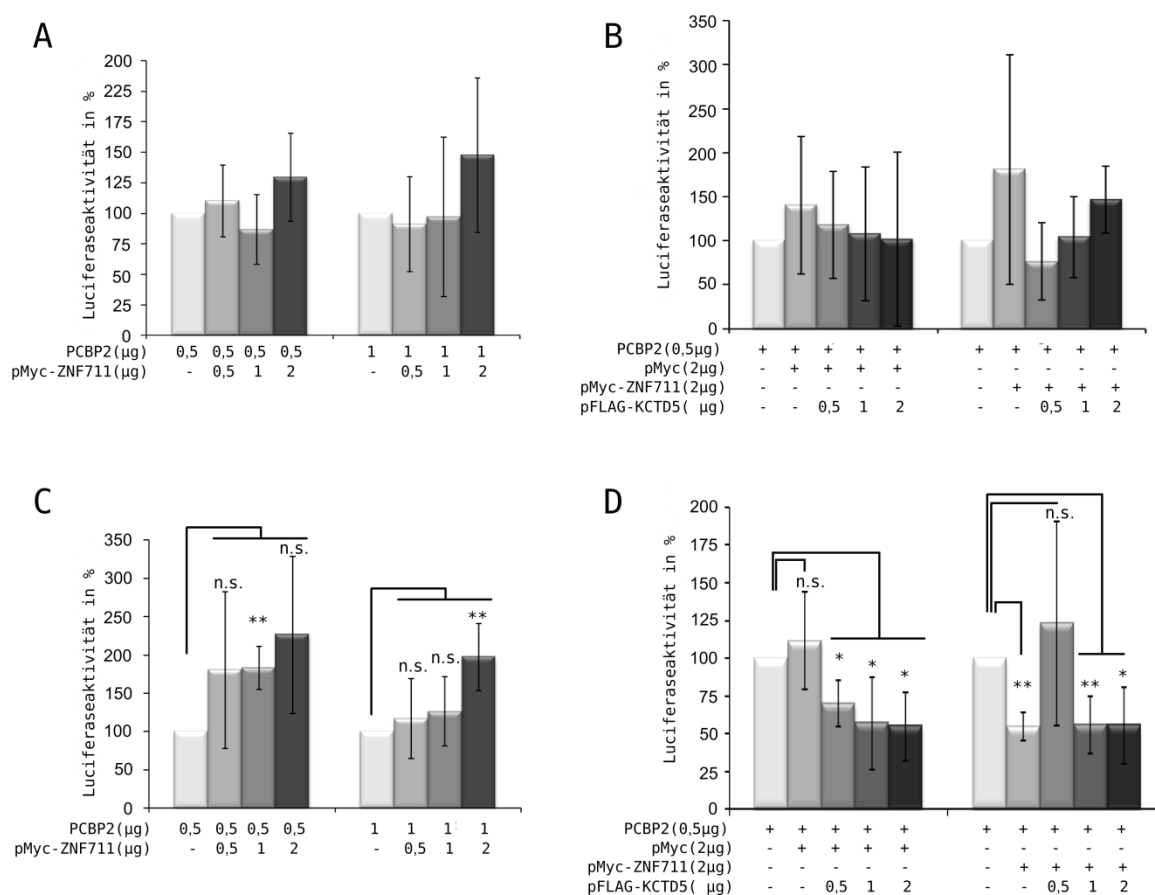 A
Luciferaseaktivität in %
200
225
175
150
125
100
75
50
25
0
PCBP2(µg) 0,5 0,5 0,5 0,5 1 1 1 1
pMyc-ZNF711(µg) - 0,5 1 2 - 0,5 1 2
B
Luciferaseaktivität in %
350
300
250
200
150
100
50
0
PCBP2(0,5µg) + + + + + + + + + +
pMyc(2µg) - + + + + - - - - -
pMyc-ZNF711(2µg) - - - - - - + + + +
pFLAG-KCTD5( µg) - - 0,5 1 2 - - 0,5 1 2
C
Luciferaseaktivität in %
350
300
250
200
150
100
50
0
n.s. ** n.s.
n.s. n.s. **
PCBP2(µg) 0,5 0,5 0,5 0,5 1 1 1 1
pMyc-ZNF711(µg) - 0,5 1 2 - 0,5 1 2
D
Luciferaseaktivität in %
200
175
150
125
100
75
50
25
0
n.s. * * *
** n.s. ** *
PCBP2(0,5µg) + + + + + + + + + +
pMyc(2µg) - + + + + - - - - -
pMyc-ZNF711(2µg) - - - - - - + + + +
pFLAG-KCTD5( µg) - - 0,5 1 2 - - 0,5 1 2